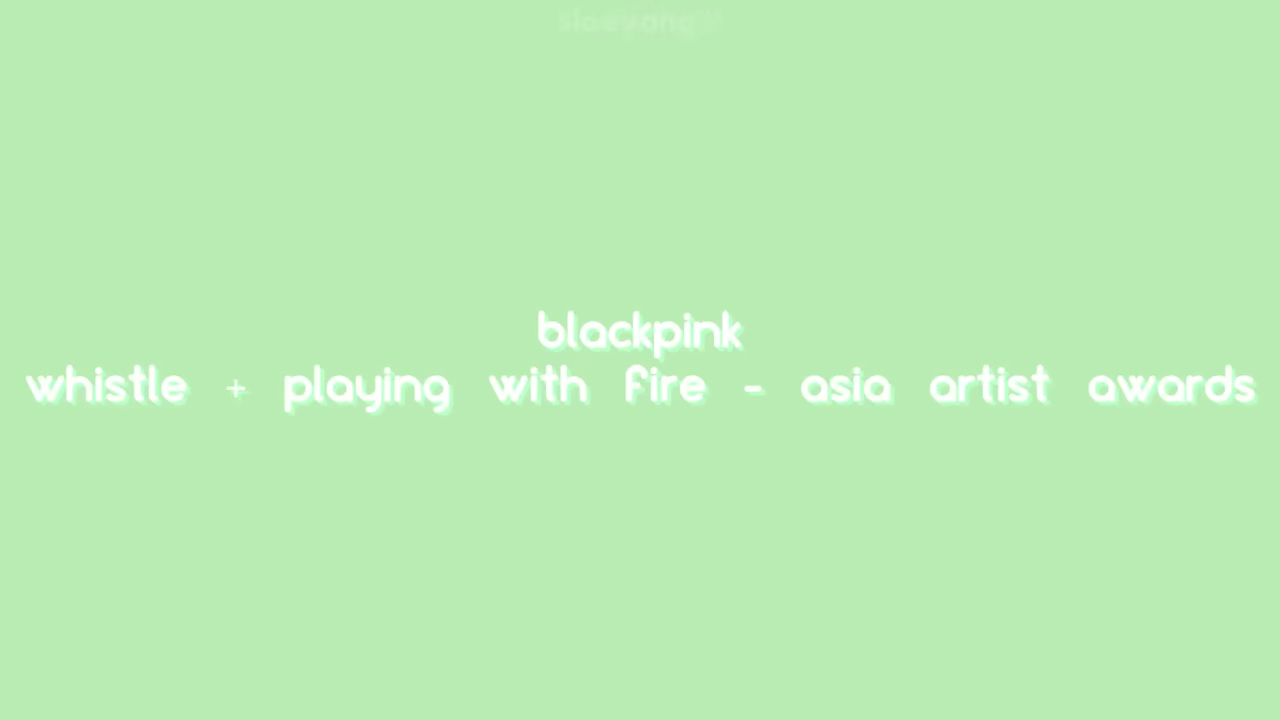 blackpink
whistle + playing with fire - asia artist awards